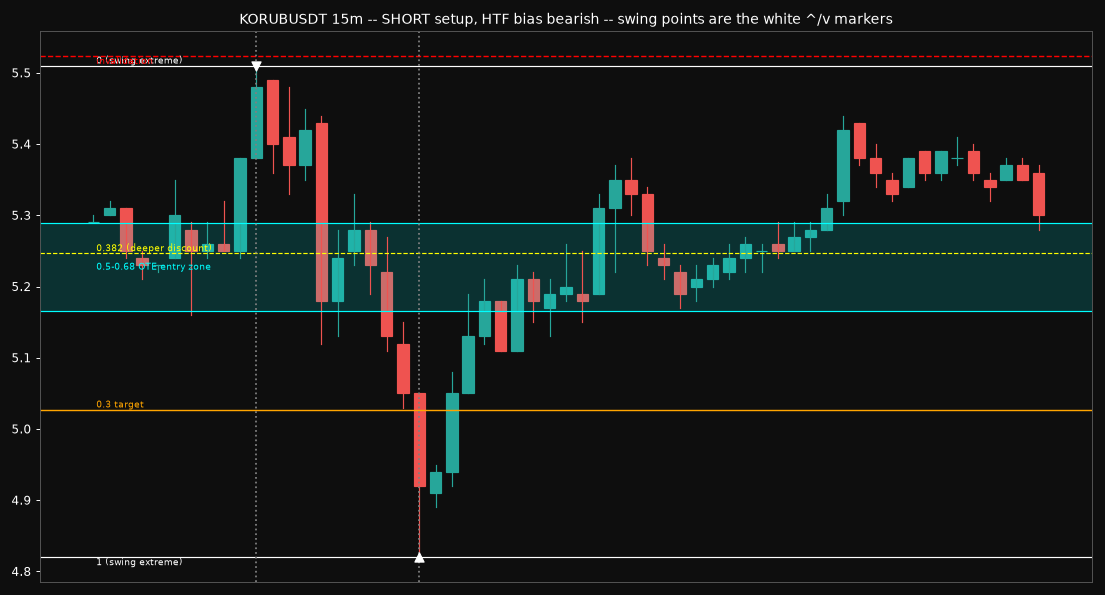 KORUBUSDT 15m -- SHORT setup, HTF bias bearish -- swing points are the white ^/v markers
0 (swing extreme)
5.5
5.4
5.3
0.382 (deeper discount)
0.5-0.68 OTE entry zone
5.2
5.1
0.3 target
5.0
4.9
1 (swing extreme)
4.8